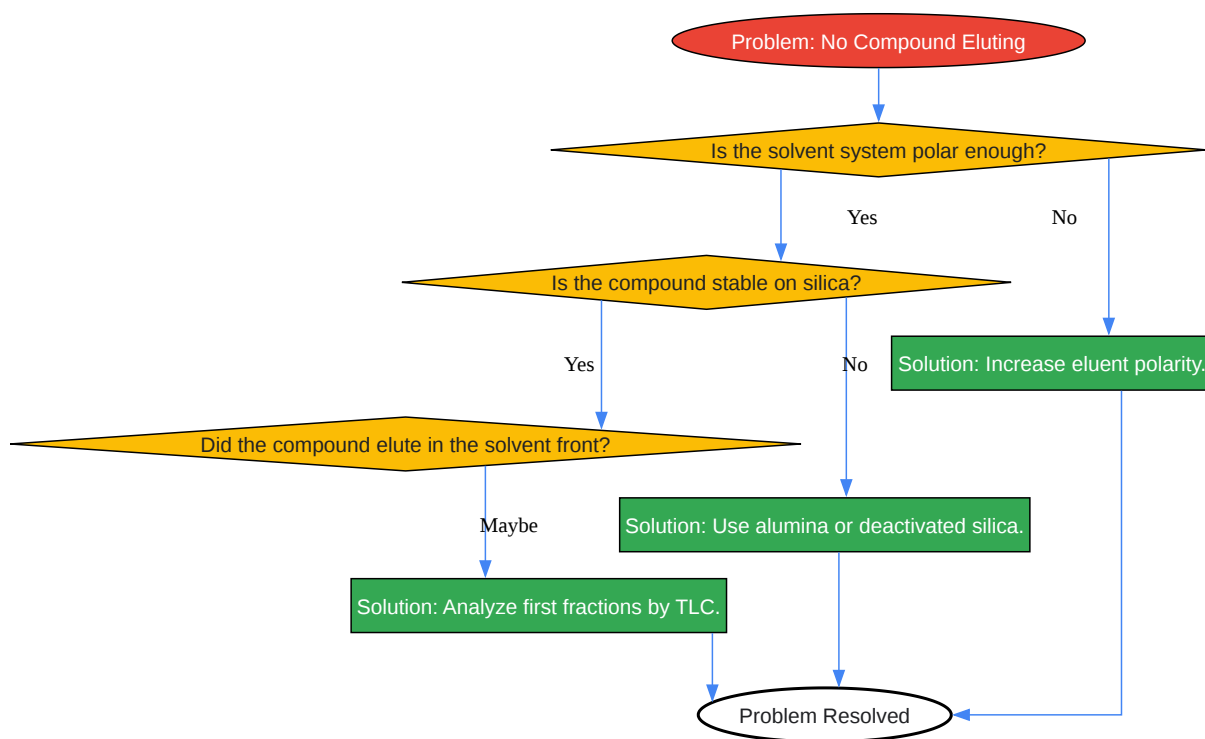 Problem: No Compound Eluting
Is the solvent system polar enough?
Yes
No
Is the compound stable on silica?
Yes
No
Solution: Increase eluent polarity.
Did the compound elute in the solvent front?
Maybe
Solution: Use alumina or deactivated silica.
Solution: Analyze first fractions by TLC.
Problem Resolved